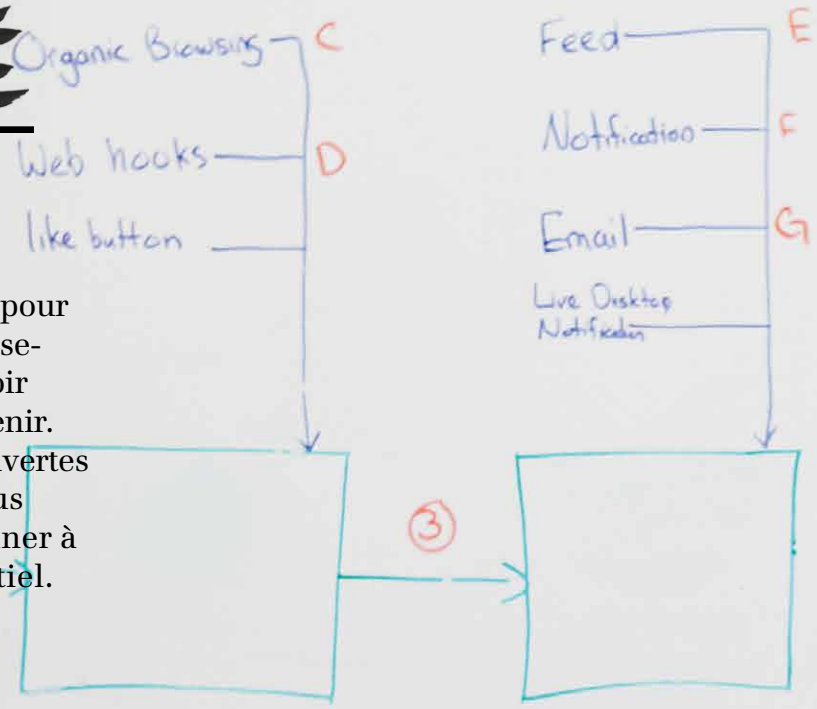 Organic Browsing C
Web hooks D
like button
Feed E
Notification F
Email G
Live Desktop
Notification
pour
se-
oir
enir.
vertes
us
ner à
tiel.
3